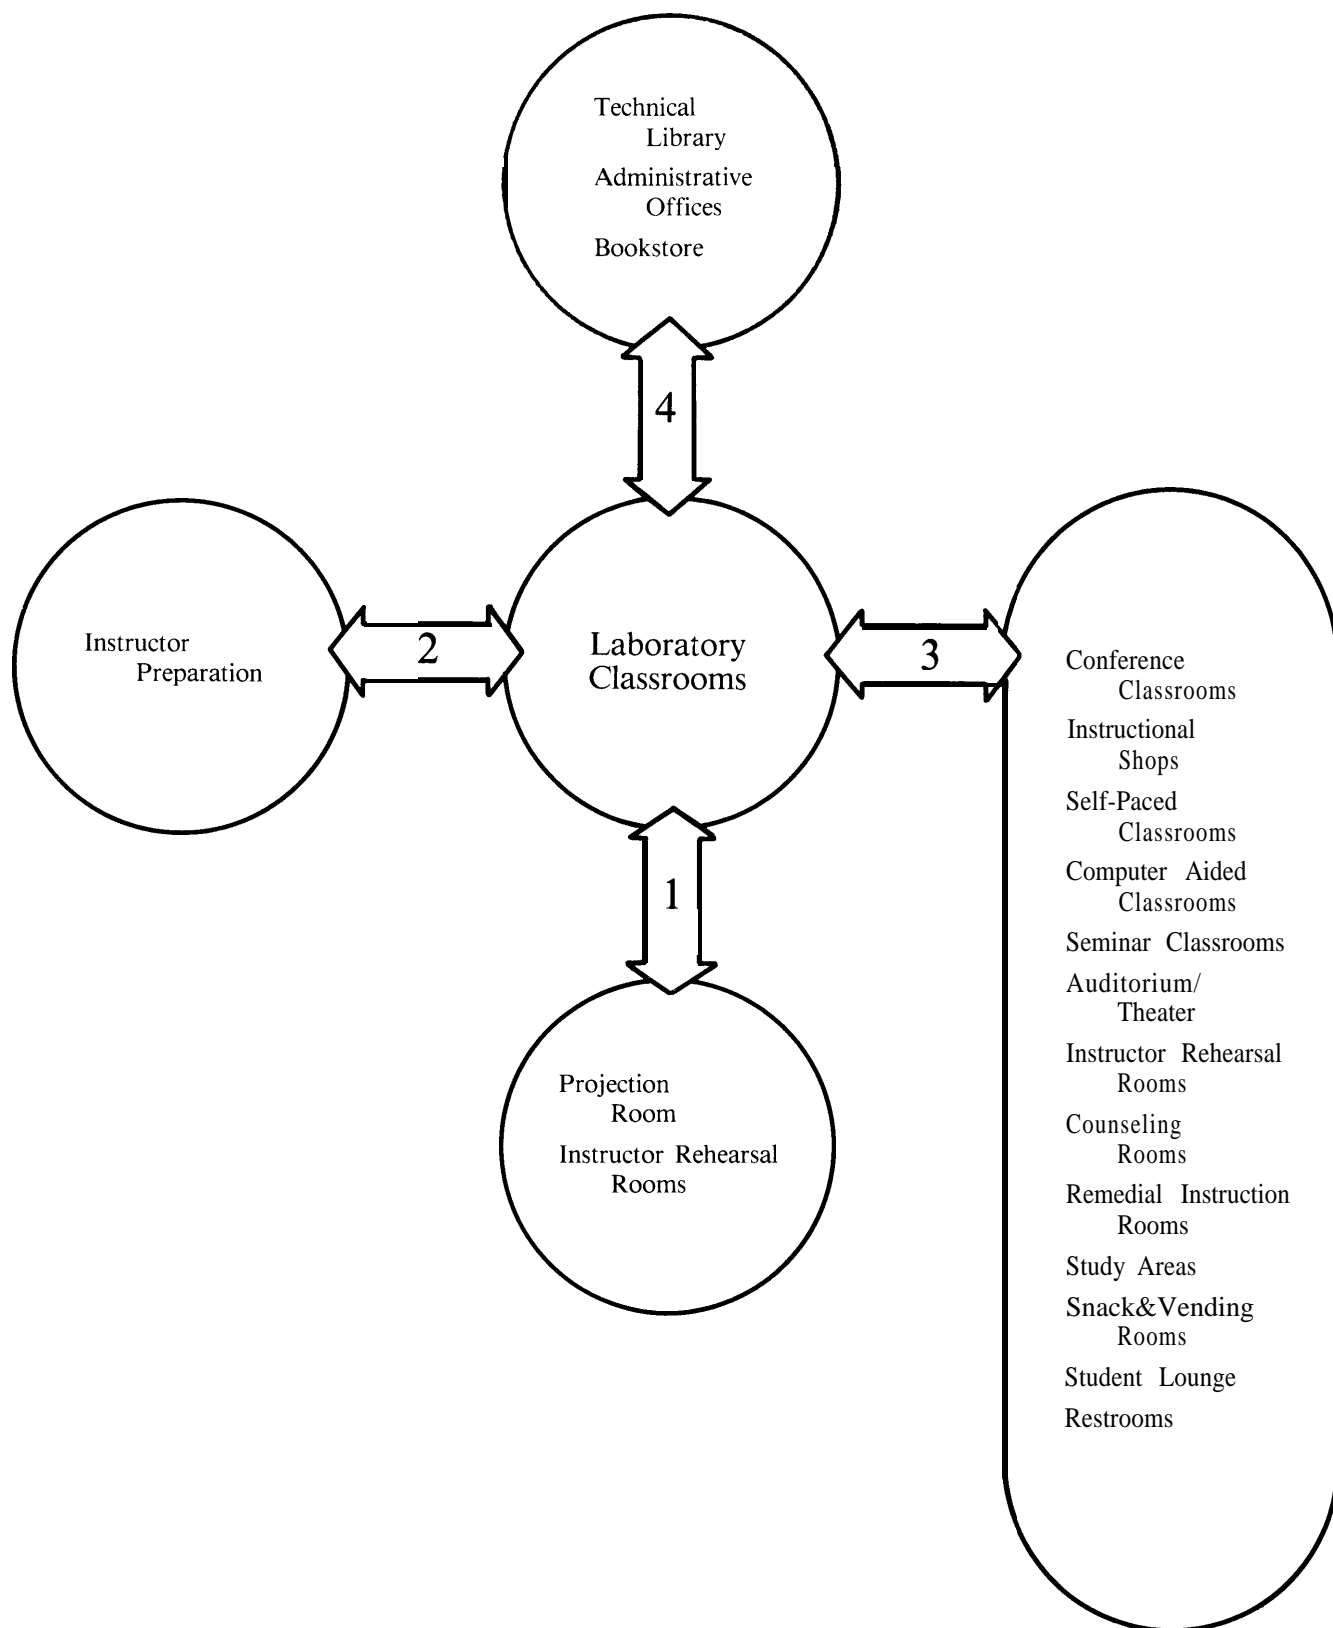 Technical
Library
Administrative
Offices
Bookstore
4
Instructor
Preparation
2
Laboratory
Classrooms
3
Conference
Classrooms
Instructional
Shops
Self-Paced
Classrooms
Computer Aided
Classrooms
Seminar Classrooms
Auditorium/
Theater
Instructor Rehearsal
Rooms
Counseling
Rooms
Remedial Instruction
Rooms
Study Areas
Snack&Vending
Rooms
Student Lounge
Restrooms
1
Projection
Room
Instructor Rehearsal
Rooms